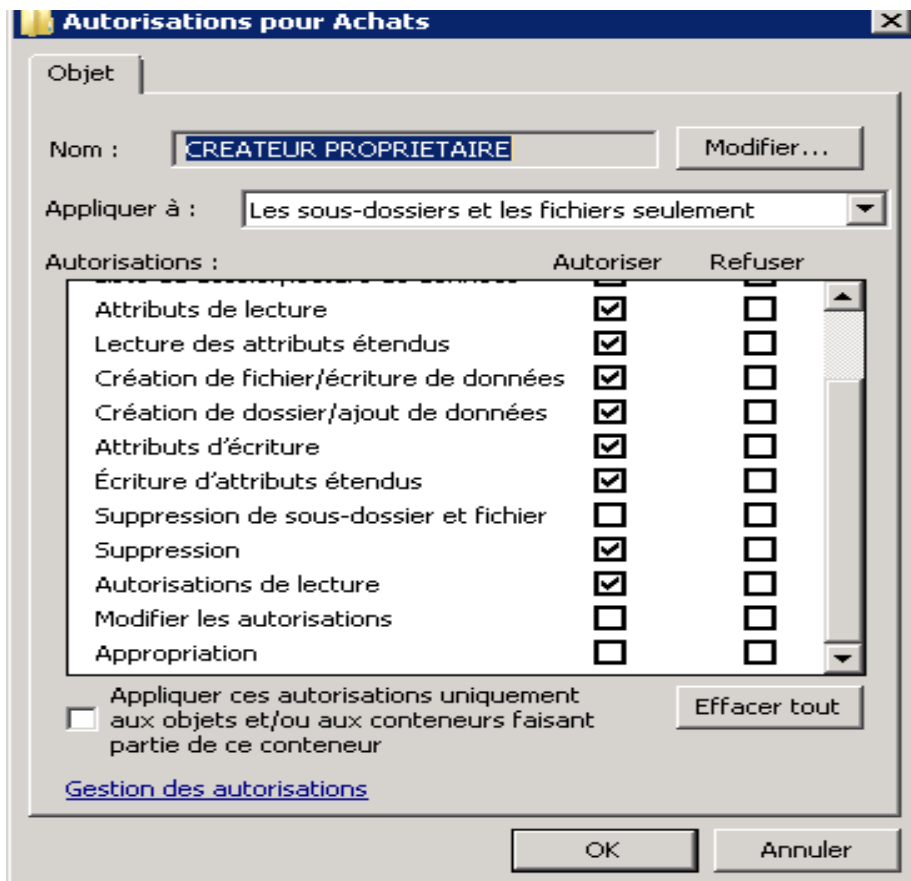 Autorisations pour Achats
Objet
Nom :
CREATEUR PROPRIETAIRE
Modifier...
Appliquer à :
Les sous-dossiers et les fichiers seulement
Autorisations :
Autoriser
Refuser
Attributs de lecture
Lecture des attributs étendus
Création de fichier/écriture de données
Création de dossier/ajout de données
Attributs d'écriture
Écriture d'attributs étendus
Suppression de sous-dossier et fichier
Suppression
Autorisations de lecture
Modifier les autorisations
Appropriation
Appliquer ces autorisations uniquement
aux objets et/ou aux conteneurs faisant
partie de ce conteneur
Effacer tout
Gestion des autorisations
OK
Annuler